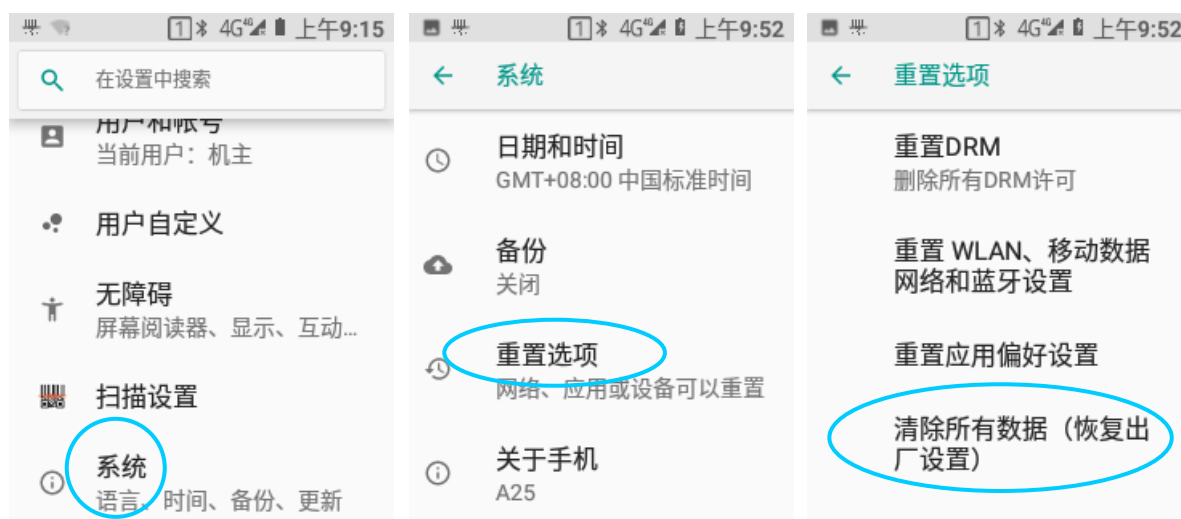 1 4G 4G 上午9:15
在设置中搜索
用户和帐号
当前用户：机主
用户自定义
无障碍
屏幕阅读器、显示、互动...
扫描设置
系统
语言、时间、备份、更新
1 4G 4G 上午9:52
系统
日期和时间
GMT+08:00 中国标准时间
备份
关闭
重置选项
网络、应用或设备可以重置
关于手机
A25
1 4G 4G 上午9:52
重置选项
重置DRM
删除所有DRM许可
重置 WLAN、移动数据
网络和蓝牙设置
重置应用偏好设置
清除所有数据（恢复出
厂设置）